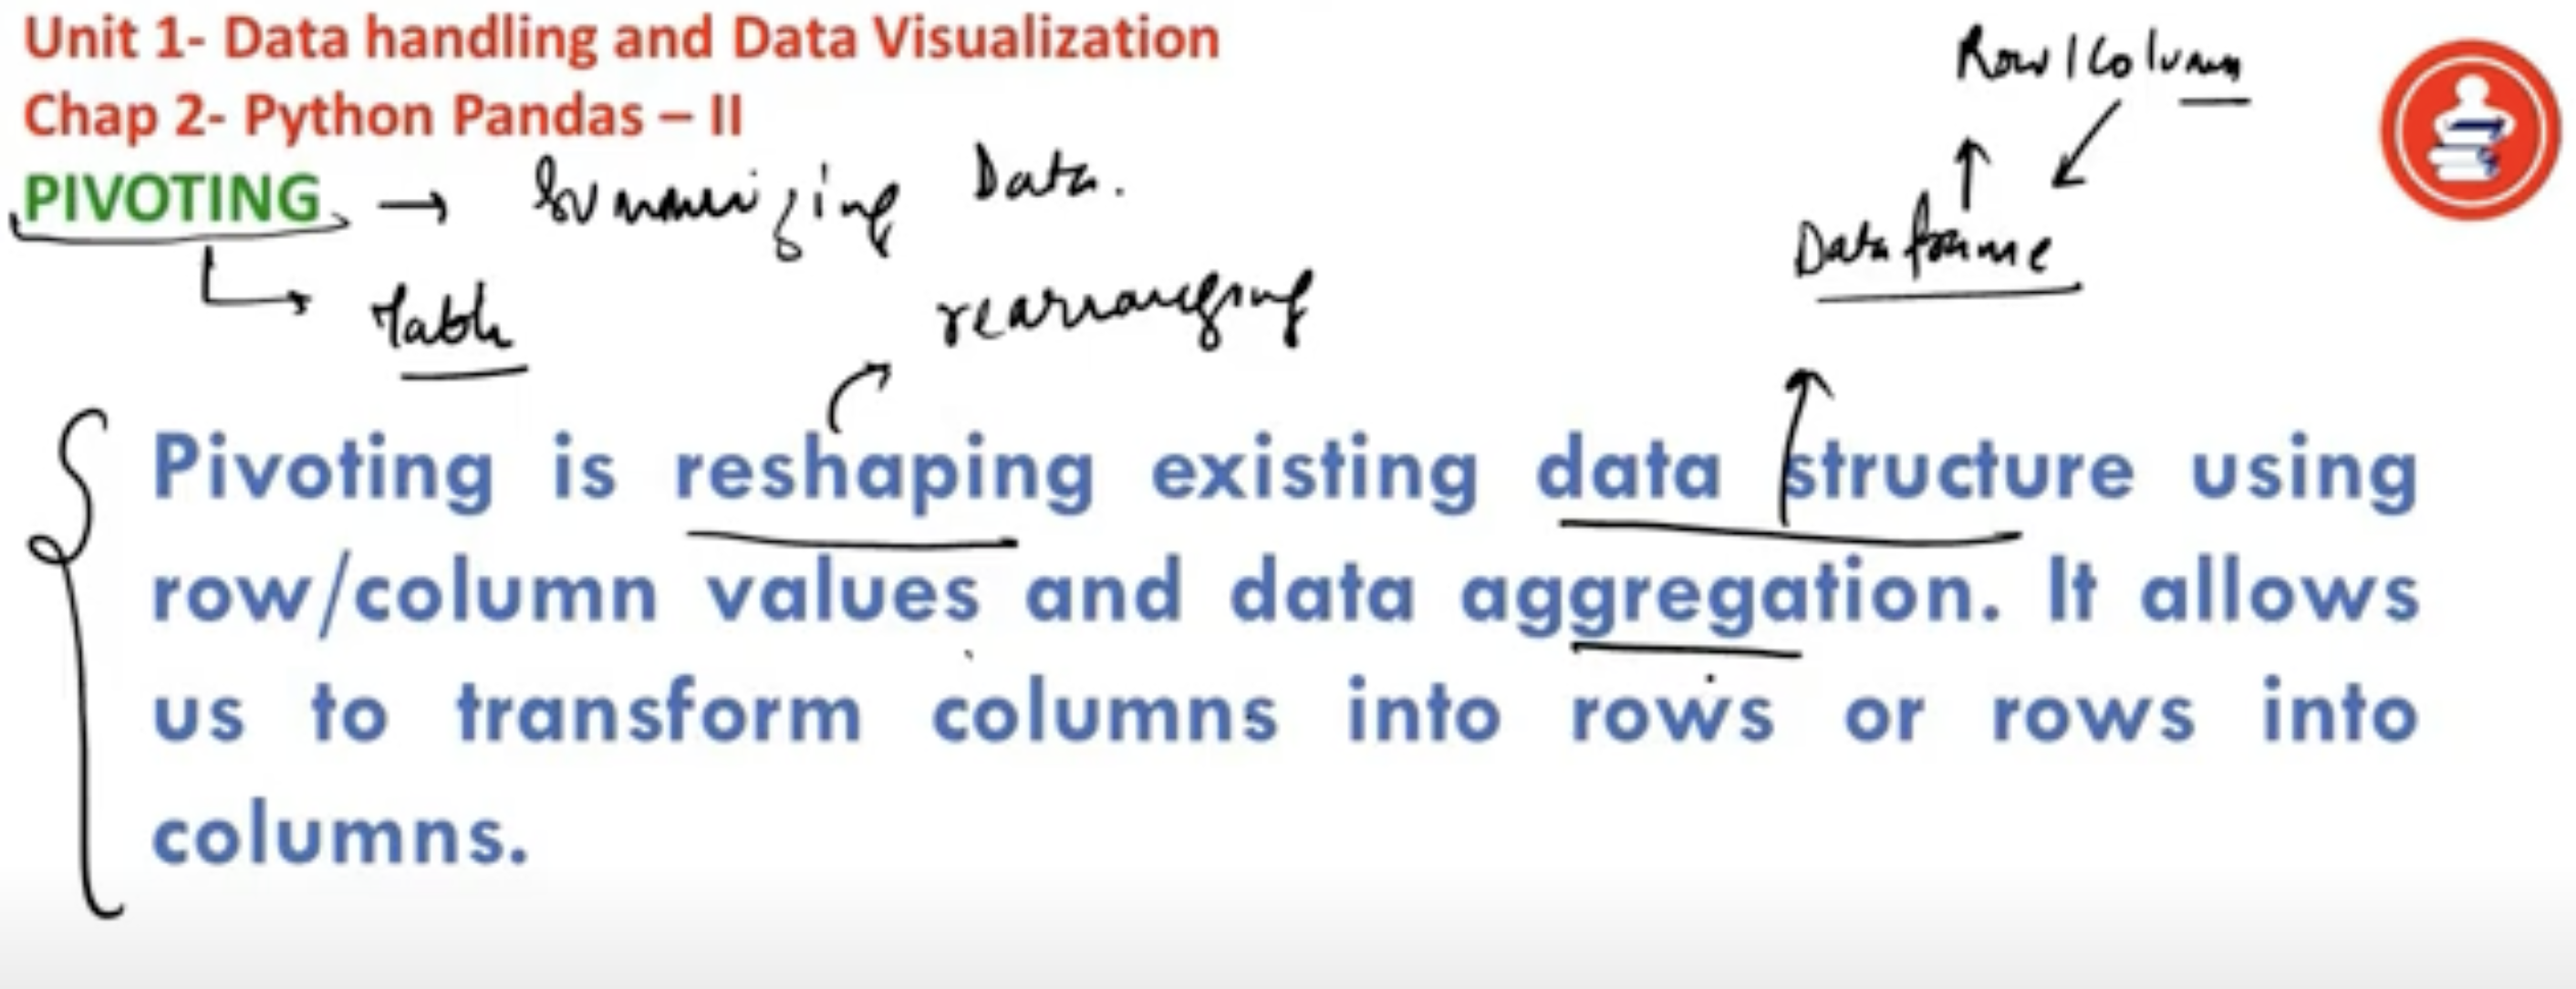 Unit 1- Data handling and Data Visualization
Row/Column
Chap 2- Python Pandas – II
PIVOTING → Summarizing Data.
Dataframe
Table
rearranging
Pivoting is reshaping existing data structure using
row/column values and data aggregation. It allows
us to transform columns into rows or rows into
columns.